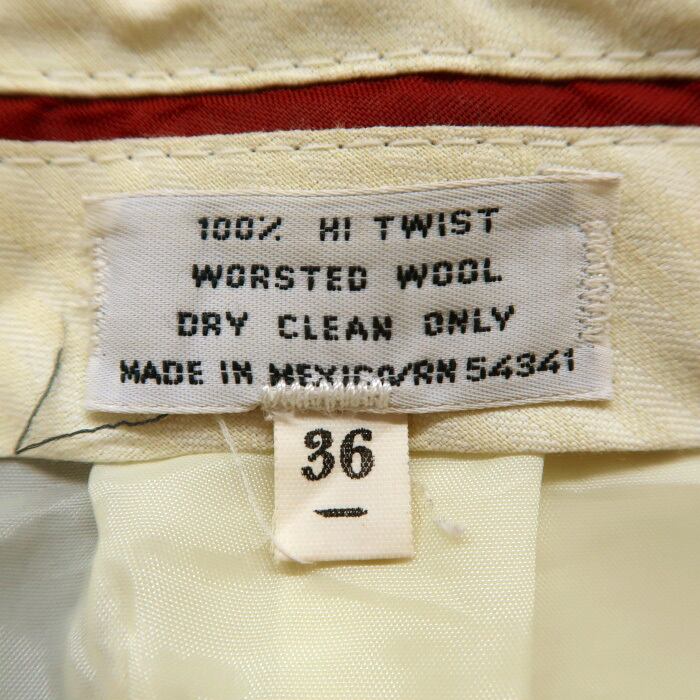 100% HI TWIST
WORSTED WOOL
DRY CLEAN ONLY
MADE IN MEXICO/RN 54341
36
—